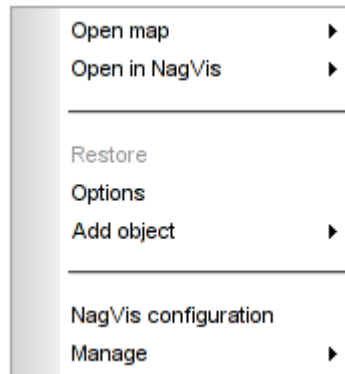 Open map
Open in NagVis
Restore
Options
Add object
NagVis configuration
Manage